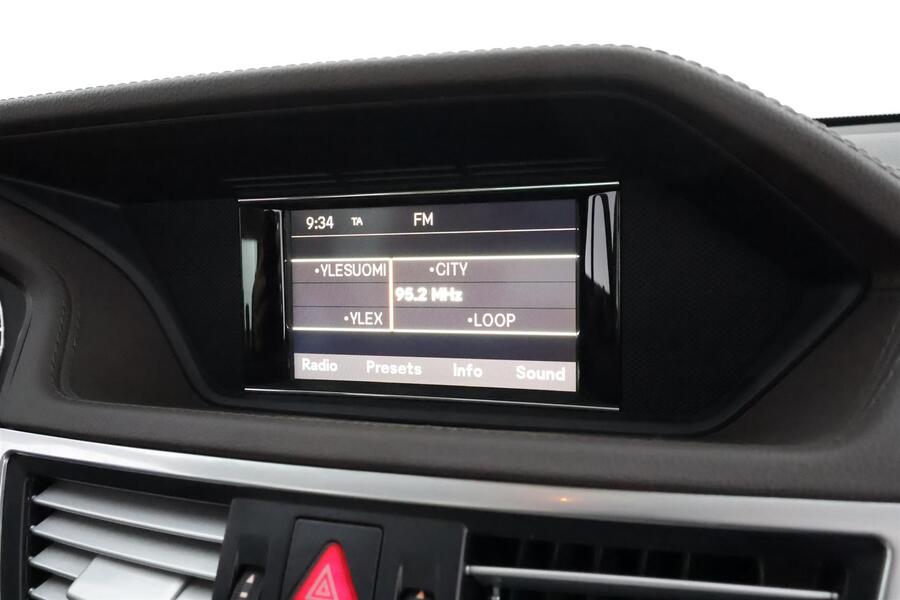 9:34 TA FM
•YLESUOMI •CITY
95.2 MHz
•YLEX •LOOP
Radio Presets Info Sound